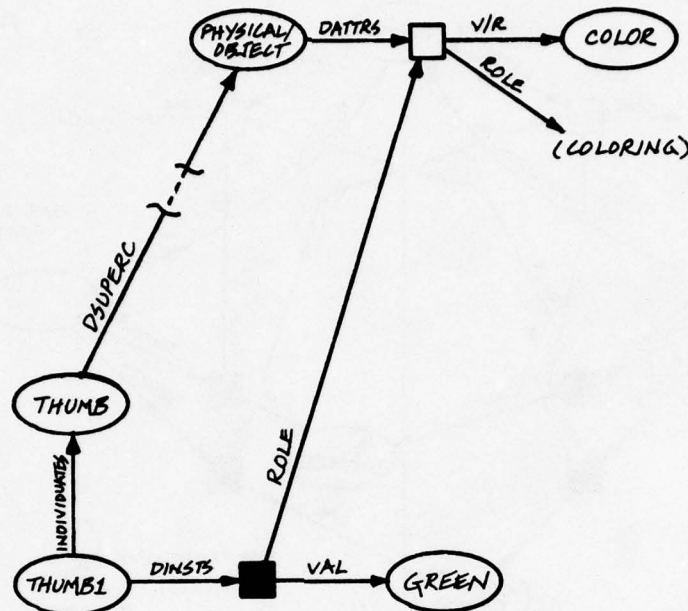 PHYSICAL/
OBJECT
DATTRS
V/R
COLOR
ROLE
(COLORING)
DSUPERC
THUMB
ROLE
INDIVIDUATES
THUMB1
DINSTS
VAL
GREEN